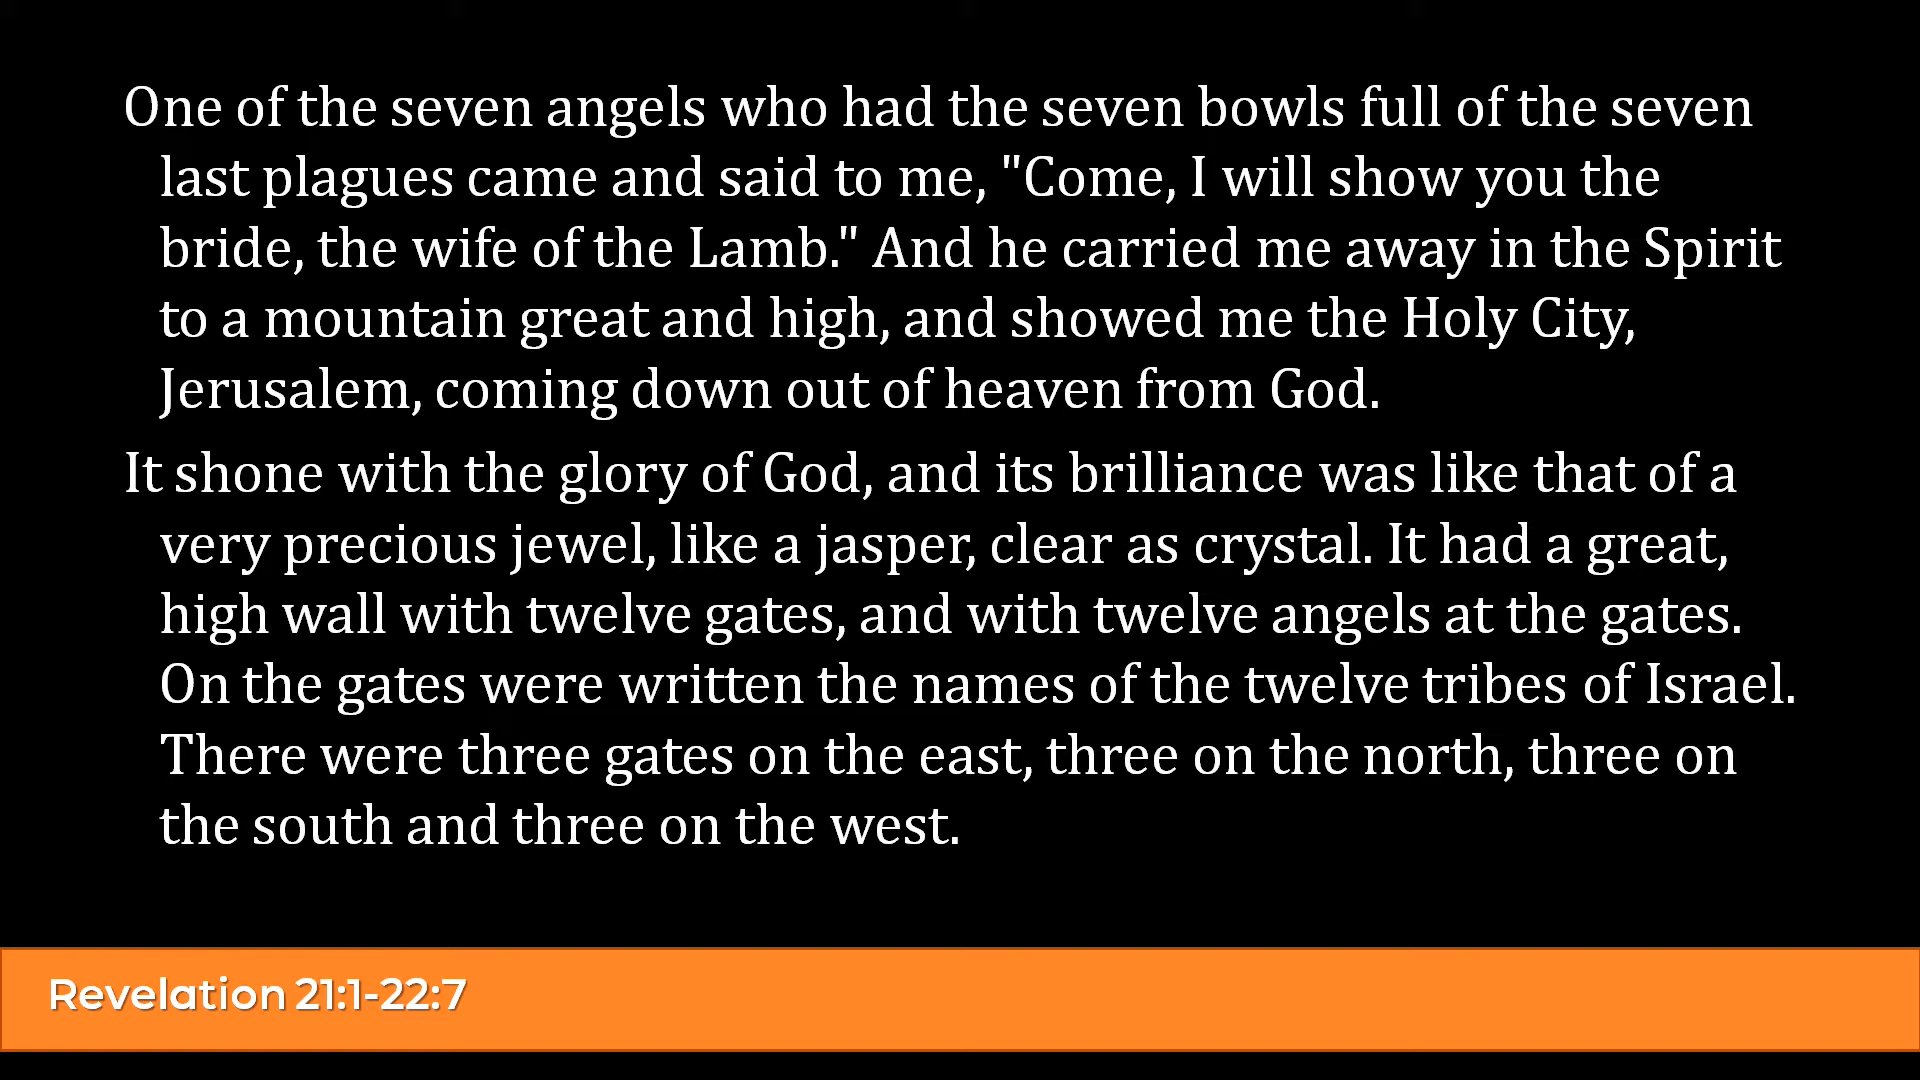 One of the seven angels who had the seven bowls full of the seven
last plagues came and said to me, "Come, I will show you the
bride, the wife of the Lamb." And he carried me away in the Spirit
to a mountain great and high, and showed me the Holy City,
Jerusalem, coming down out of heaven from God.
It shone with the glory of God, and its brilliance was like that of a
very precious jewel, like a jasper, clear as crystal. It had a great,
high wall with twelve gates, and with twelve angels at the gates.
On the gates were written the names of the twelve tribes of Israel.
There were three gates on the east, three on the north, three on
the south and three on the west.
Revelation 21:1-22:7